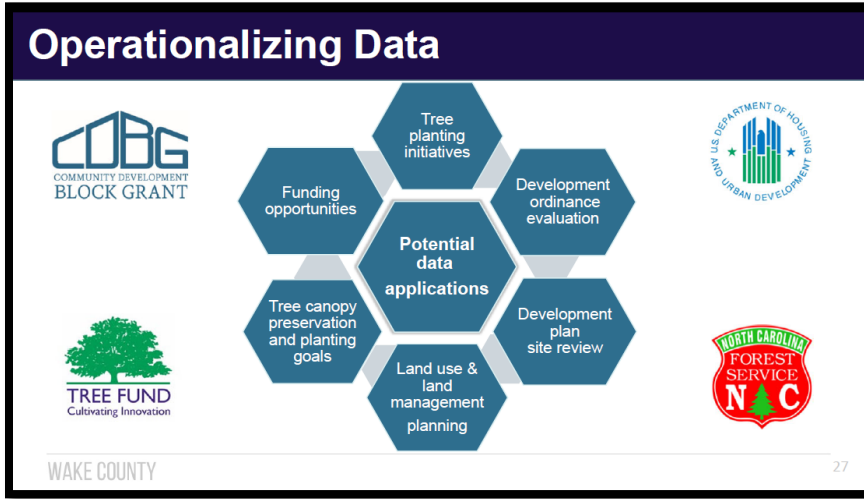 Operationalizing Data
CDBG
COMMUNITY DEVELOPMENT
BLOCK GRANT
Tree
planting
initiatives
U.S. DEPARTMENT OF HOUSING
AND URBAN DEVELOPMENT
Funding
opportunities
Development
ordinance
evaluation
Potential
data
applications
Tree canopy
preservation
and planting
goals
Development
plan
site review
Land use &
land
management
planning
TREE FUND
Cultivating Innovation
NORTH CAROLINA
FOREST
SERVICE
N C
WAKE COUNTY
27